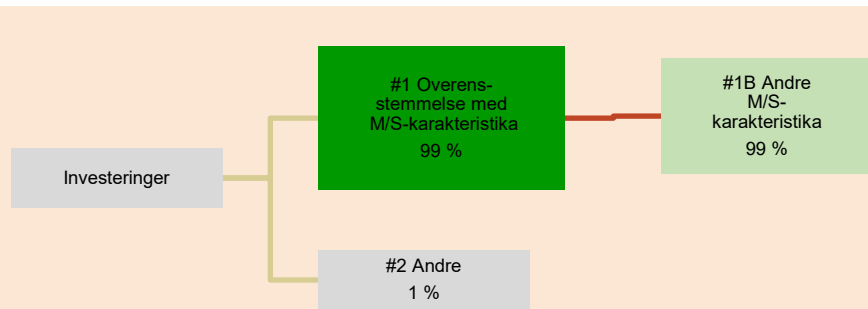 Investeringer
#1 Overens-
stemmelse med
M/S-karakteristika
99 %
#2 Andre
1 %
#1B Andre
M/S-
karakteristika
99 %